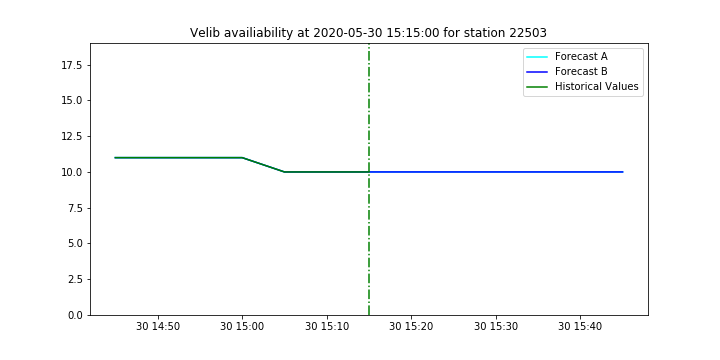 Velib availiability at 2020-05-30 15:15:00 for station 22503
Forecast A
Forecast B
Historical Values
17.5
15.0
12.5
10.0
7.5
5.0
2.5
0.0
30 14:50 30 15:00 30 15:10 30 15:20 30 15:30 30 15:40